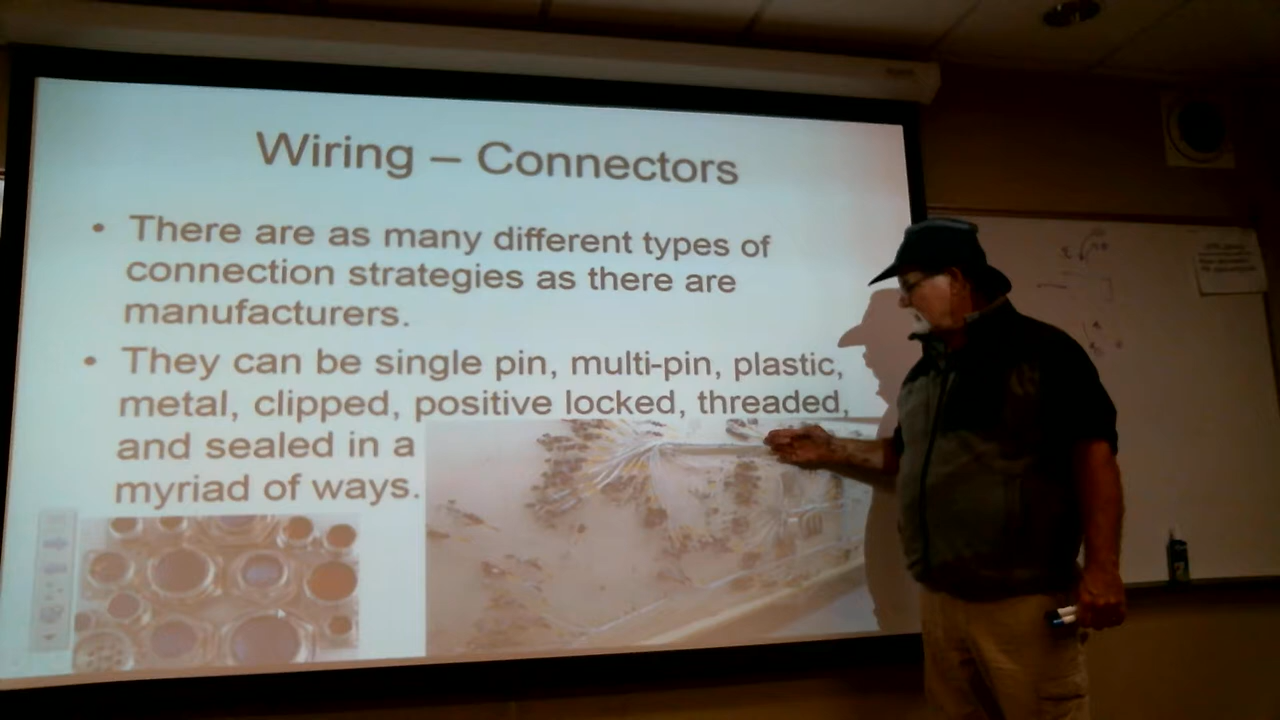 Wiring – Connectors
• There are as many different types of
connection strategies as there are
manufacturers.
• They can be single pin, multi-pin, plastic,
metal, clipped, positive locked, threaded,
and sealed in a
myriad of ways.